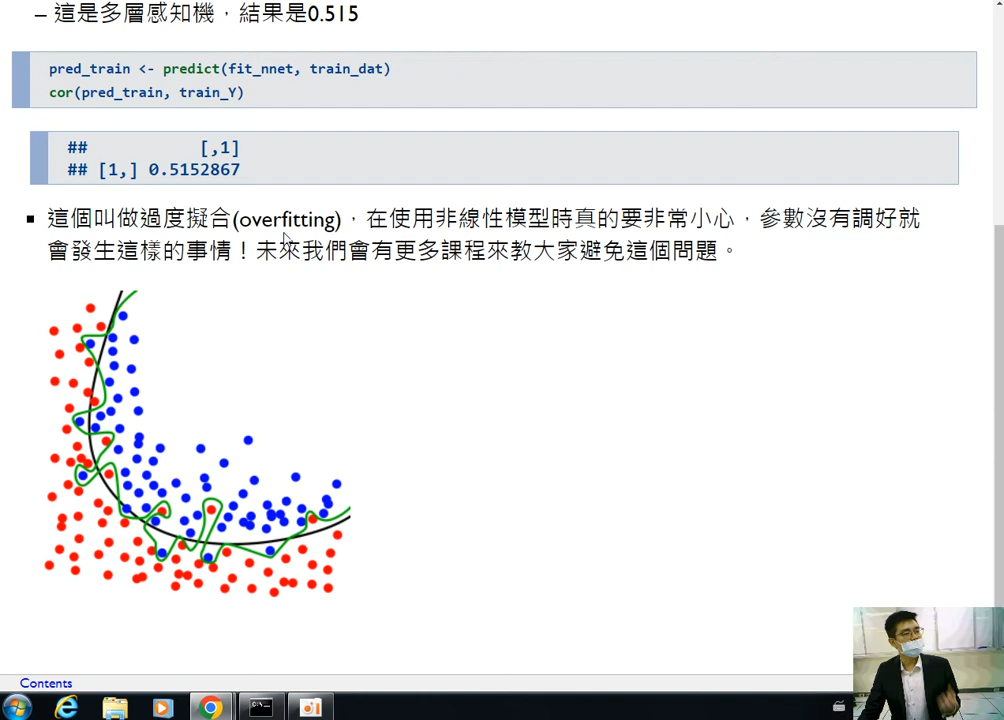 – 這是多層感知機，結果是0.515
pred_train <- predict(fit_nnet, train_dat)
cor(pred_train, train_Y)
## [,1]
## [1,] 0.5152867
▪ 這個叫做過度擬合(overfitting)，在使用非線性模型時真的要非常小心，參數沒有調好就
會發生這樣的事情！未來我們會有更多課程來教大家避免這個問題。
Contents